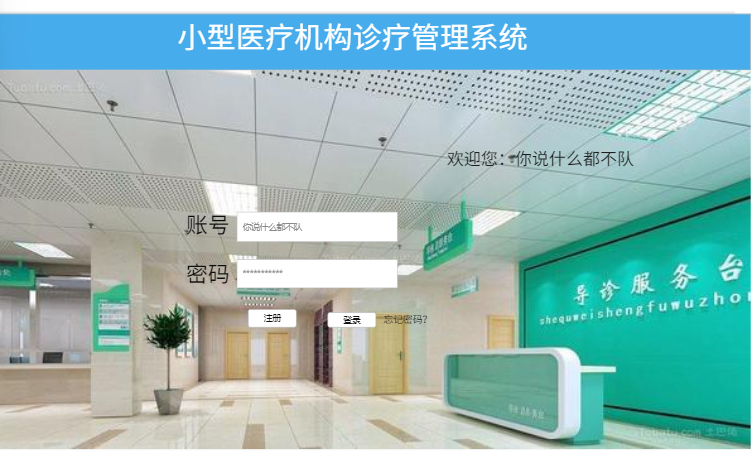 小型医疗机构诊疗管理系统
欢迎您：你说什么都不队
账号 你说什么都不队
密码 ***********
注册 登录 忘记密码?
导诊服务台
shequweishengfuwuzhon